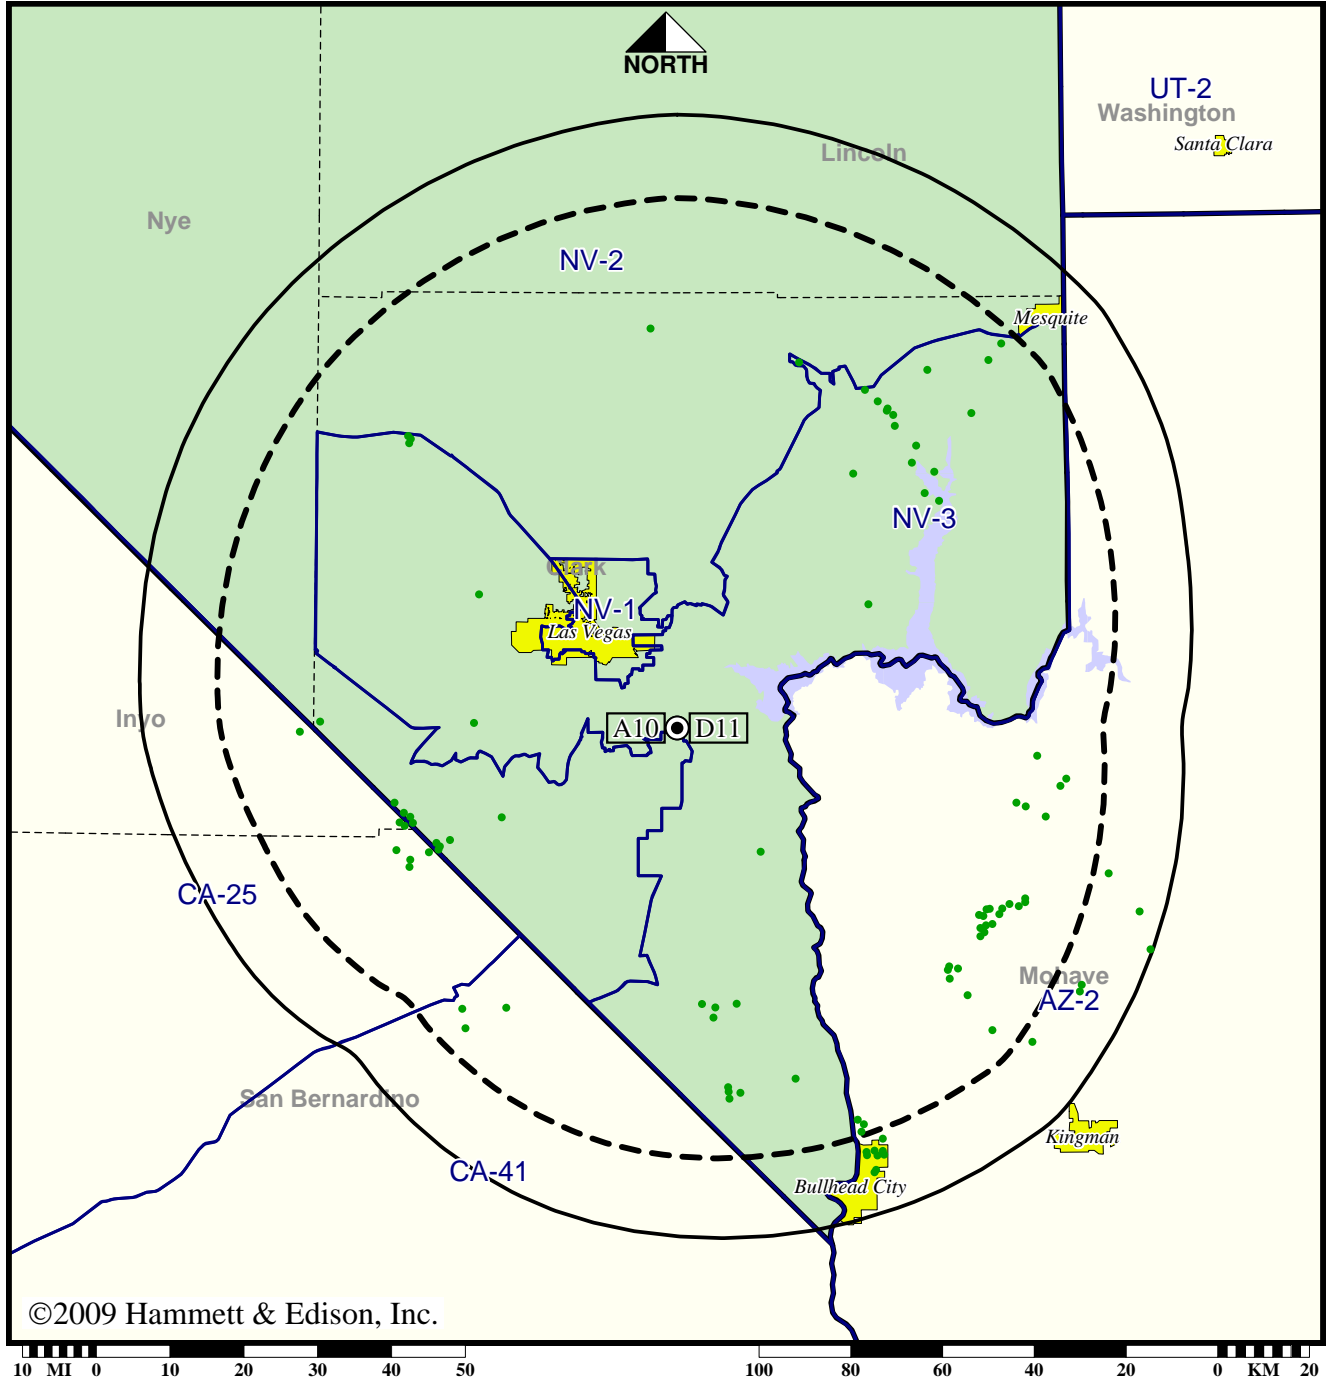 NORTH
UT-2
Washington
Santa Clara
Lincoln
Nye
NV-2
Mesquite
NV-3
Clark
NV-1
Las Vegas
Inyo
A10 D11
CA-25
Mohave
AZ-2
San Bernardino
Kingman
CA-41
Bullhead City
©2009 Hammett & Edison, Inc.
10 MI 0 10 20 30 40 50 100 80 60 40 20 0 KM 20